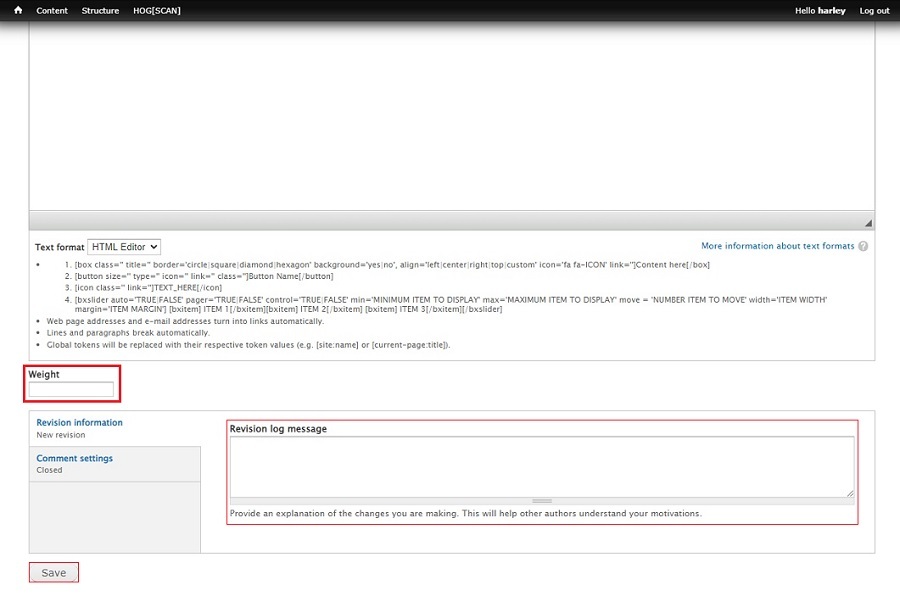 Content Structure HOG[SCAN] Hello harley Log out
Text format HTML Editor More information about text formats ?
1. [box class='' title='' border='circle|square|diamond|hexagon' background='yes|no', align='left|center|right|top|custom' icon='fa fa-ICON' link='']Content here[/box]
2. [button size='' type='' icon='' link='' class='']Button Name[/button]
3. [icon class='' link='']TEXT_HERE[/icon]
4. [bxslider auto='TRUE|FALSE' pager='TRUE|FALSE' control='TRUE|FALSE' min='MINIMUM ITEM TO DISPLAY' max='MAXIMUM ITEM TO DISPLAY' move = 'NUMBER ITEM TO MOVE' width='ITEM WIDTH'
margin='ITEM MARGIN'] [bxitem] ITEM 1[/bxitem][bxitem] ITEM 2[/bxitem] [bxitem] ITEM 3[/bxitem][/bxslider]
• Web page addresses and e-mail addresses turn into links automatically.
• Lines and paragraphs break automatically.
• Global tokens will be replaced with their respective token values (e.g. [site:name] or [current-page:title]).
Weight
Revision information
New revision
Comment settings
Closed
Revision log message
Provide an explanation of the changes you are making. This will help other authors understand your motivations.
Save